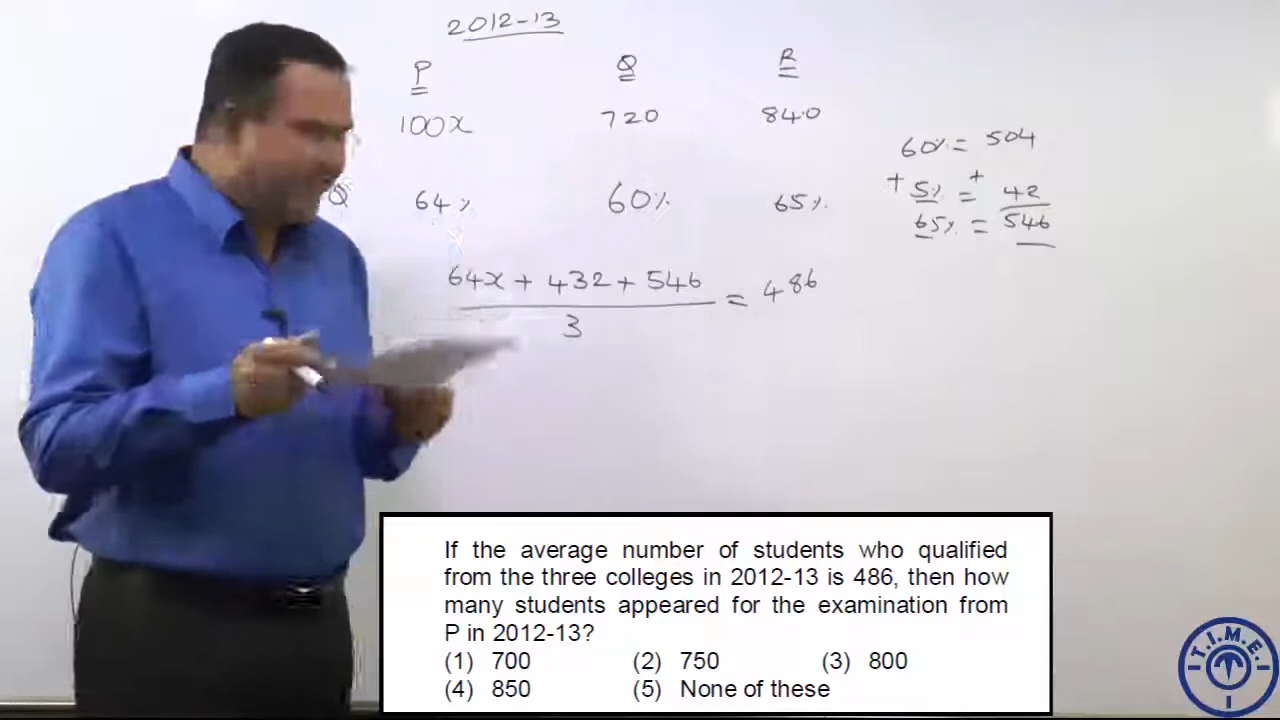 2012-13
P Q R
100x 720 840
60% = 504
+ 5% = + 42
65% = 546
Q 64% 60% 65%
64x + 432 + 546 = 486
3
If the average number of students who qualified
from the three colleges in 2012-13 is 486, then how
many students appeared for the examination from
P in 2012-13?
(1) 700 (2) 750 (3) 800
(4) 850 (5) None of these
T.I.M.E.